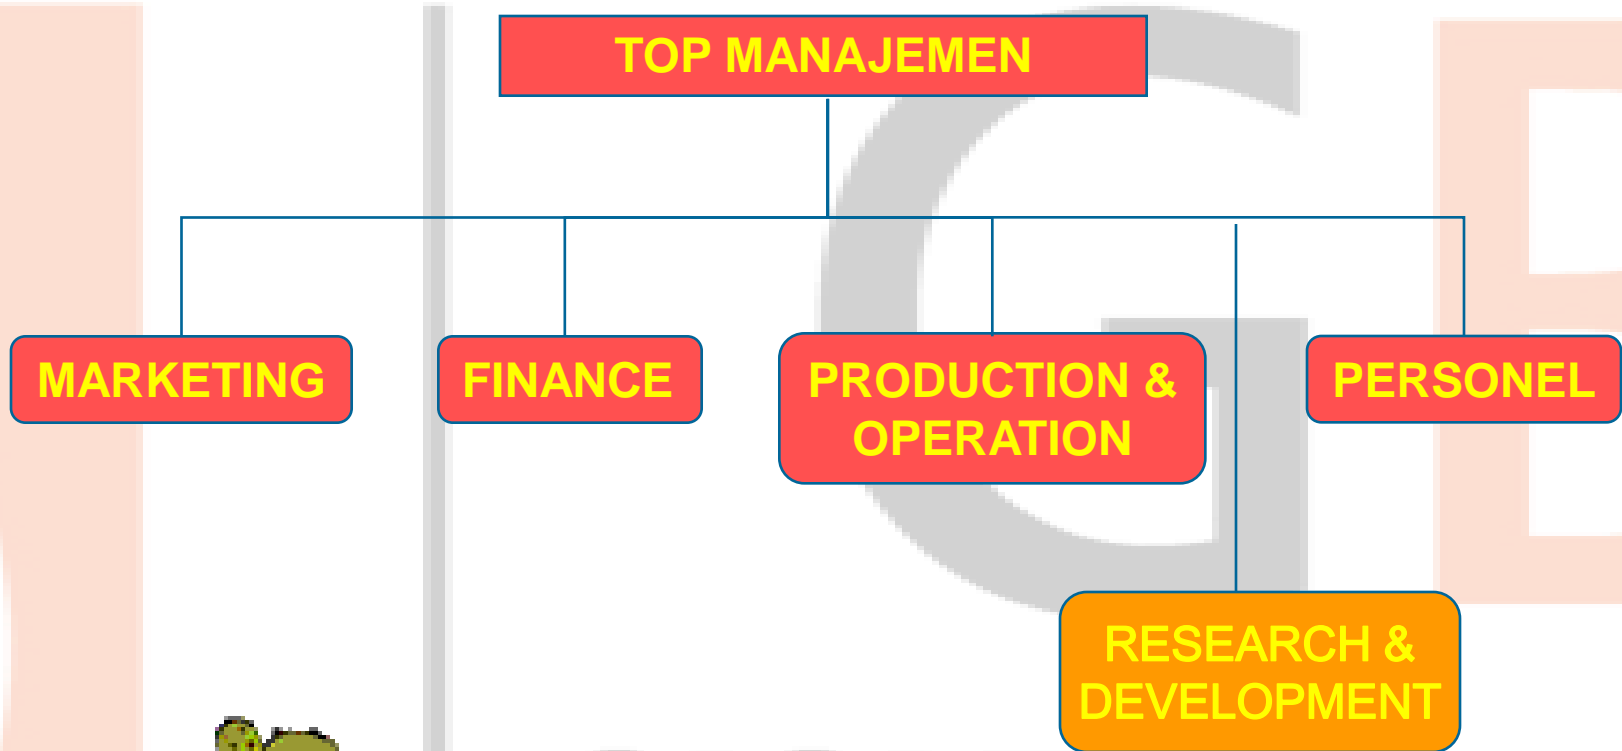 TOP MANAJEMEN
MARKETING
FINANCE
PRODUCTION &
OPERATION
PERSONEL
RESEARCH &
DEVELOPMENT